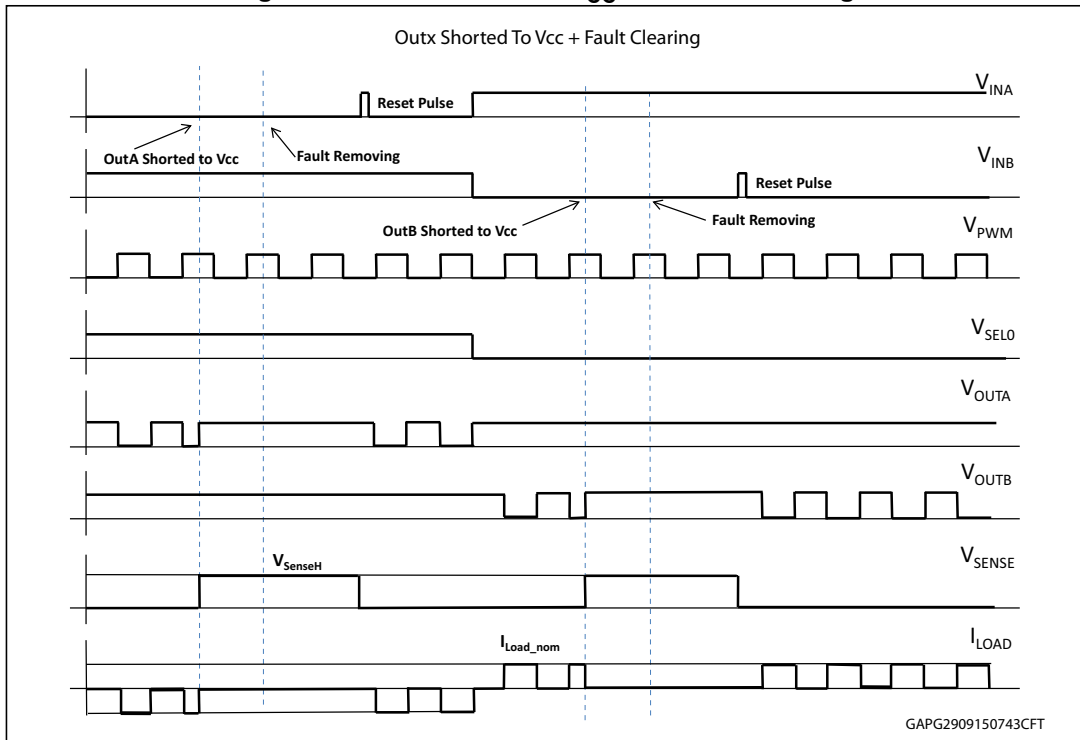 Outx Shorted To Vcc + Fault Clearing
VINA
Reset Pulse
OutA Shorted to Vcc
Fault Removing
VINB
Reset Pulse
OutB Shorted to Vcc
Fault Removing
VPWM
VSEL0
VOUTA
VOUTB
VSenseH
VSENSE
ILoad_nom
ILOAD
GAPG2909150743CFT